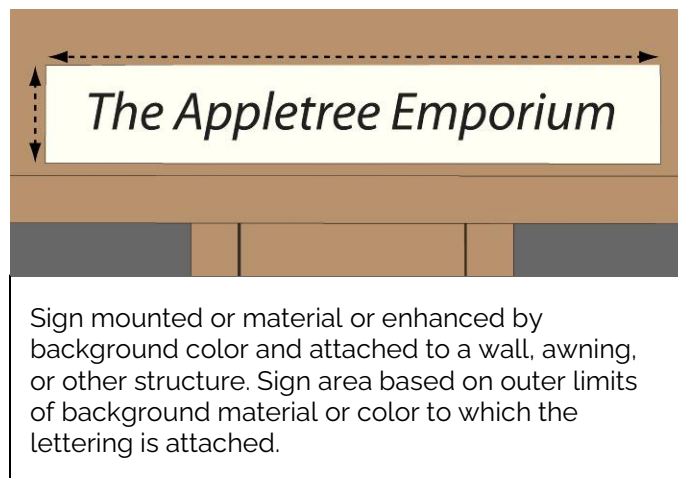 The Appletree Emporium
Sign mounted or material or enhanced by
background color and attached to a wall, awning,
or other structure. Sign area based on outer limits
of background material or color to which the
lettering is attached.